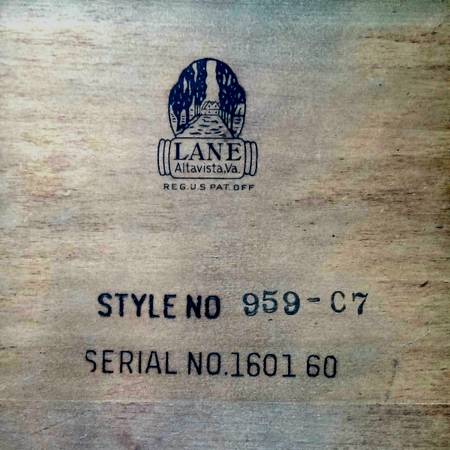 LANE
Altavista, Va.
REG. U.S. PAT. OFF
STYLE NO 959-C7
SERIAL NO. 1601 60